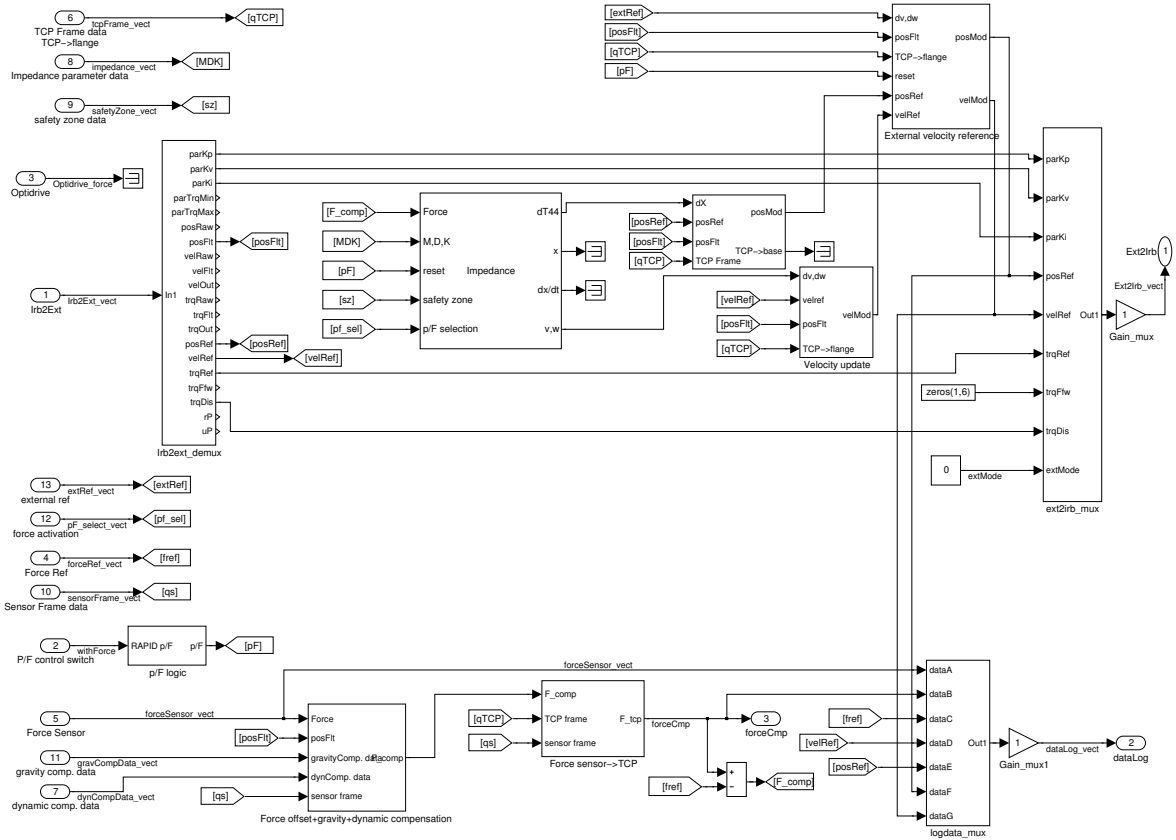 6
tcpFrame_vect
[qTCP]
TCP Frame data
TCP->flange
8
impedance_vect
[MDK]
Impedance parameter data
9
safetyZone_vect
[sz]
safety zone data
3
Optidrive_force
Optidrive
1
Irb2Ext_vect
Irb2Ext
In1
parKp
parKv
parKi
parTrqMin
parTrqMax
posRaw
posFlt
velRaw
velFlt
velOut
trqRaw
trqFlt
trqOut
posRef
velRef
trqRef
trqFfw
trqDis
rP
uP
Irb2ext_demux
[posFlt]
[posRef]
[velRef]
[F_comp]
[MDK]
[pF]
[sz]
[pf_sel]
Force
M,D,K
reset
safety zone
p/F selection
Impedance
dT44
x
dx/dt
v,w
[posRef]
[posFlt]
[qTCP]
dX
posRef
posFlt
TCP Frame
posMod
TCP->base
[velRef]
[posFlt]
[qTCP]
dv,dw
velref
posFlt
TCP->flange
velMod
Velocity update
[extRef]
[posFlt]
[qTCP]
[pF]
dv,dw
posFlt
TCP->flange
reset
posRef
velRef
posMod
velMod
External velocity reference
zeros(1,6)
0
extMode
parKp
parKv
parKi
posRef
velRef
trqRef
trqFfw
trqDis
extMode
Out1
ext2irb_mux
1
Gain_mux
Ext2Irb
1
Ext2Irb_vect
13
extRef_vect
[extRef]
external ref
12
pF_select_vect
[pf_sel]
force activation
4
forceRef_vect
[fref]
Force Ref
10
sensorFrame_vect
[qs]
Sensor Frame data
2
withForce
P/F control switch
RAPID p/F
p/F
[pF]
p/F logic
5
forceSensor_vect
Force Sensor
forceSensor_vect
11
gravCompData_vect
gravity comp. data
7
dynCompData_vect
dynamic comp. data
[posFlt]
[qs]
Force
posFlt
gravityComp. data
F_comp
dynComp. data
sensor frame
Force offset+gravity+dynamic compensation
[qTCP]
[qs]
F_comp
TCP frame
sensor frame
F_tcp
Force sensor->TCP
forceCmp
3
forceCmp
[fref]
+
−
[F_comp]
[fref]
[velRef]
[posRef]
dataA
dataB
dataC
dataD
dataE
dataF
dataG
Out1
logdata_mux
1
Gain_mux1
dataLog_vect
2
dataLog